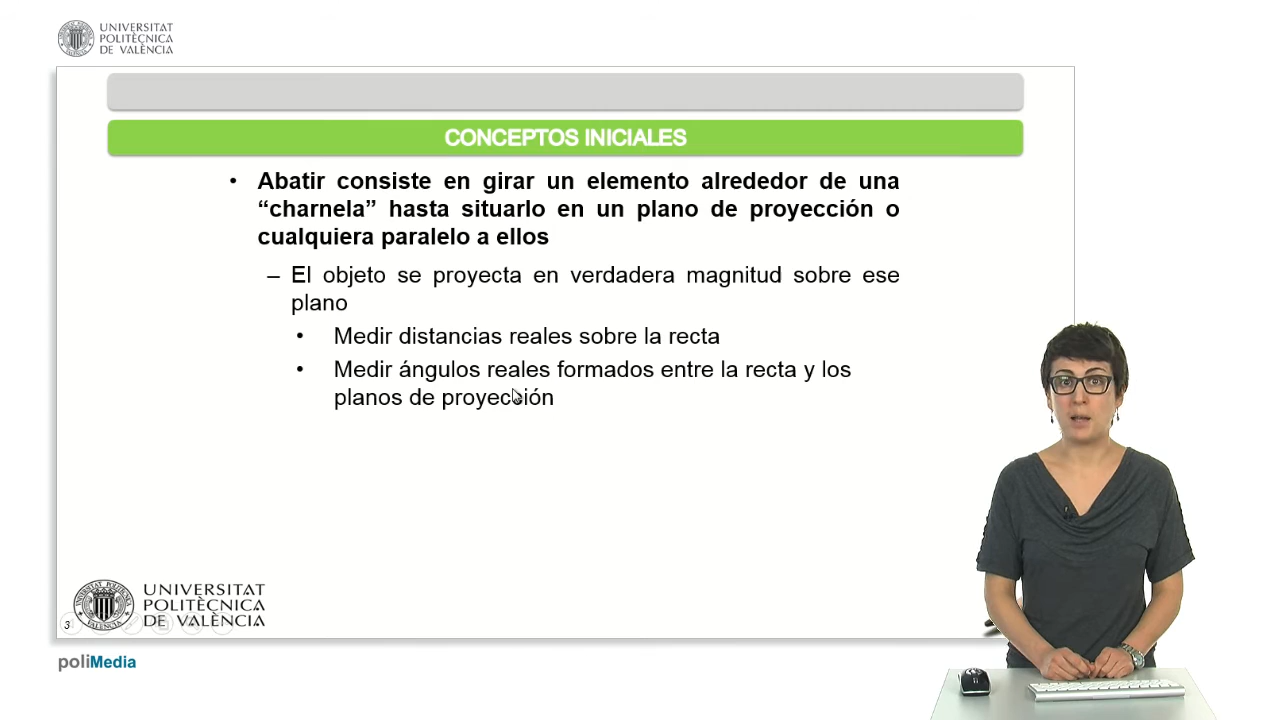 UNIVERSITAT
POLITÈCNICA
DE VALÈNCIA
CONCEPTOS INICIALES
• Abatir consiste en girar un elemento alrededor de una
“charnela” hasta situarlo en un plano de proyección o
cualquiera paralelo a ellos
– El objeto se proyecta en verdadera magnitud sobre ese
plano
• Medir distancias reales sobre la recta
• Medir ángulos reales formados entre la recta y los
planos de proyección
UNIVERSITAT
POLITÈCNICA
DE VALÈNCIA
3
poliMedia